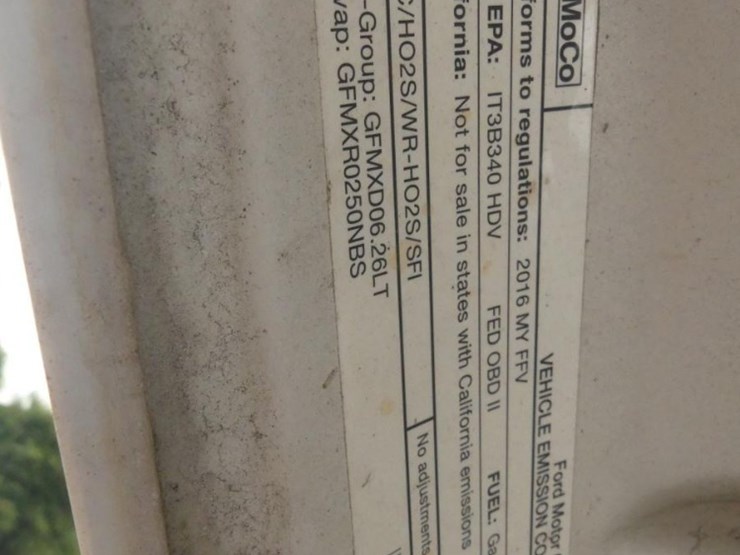 MoCo
Ford Motor
VEHICLE EMISSION CO
forms to regulations: 2016 MY FFV
EPA: IT3B340 HDV FED OBD II FUEL: Ga
fornia: Not for sale in states with California emissions
C/HO2S/WR-HO2S/SFI
No adjustments
-Group: GFMXD06.26LT
vap: GFMXR0250NBS